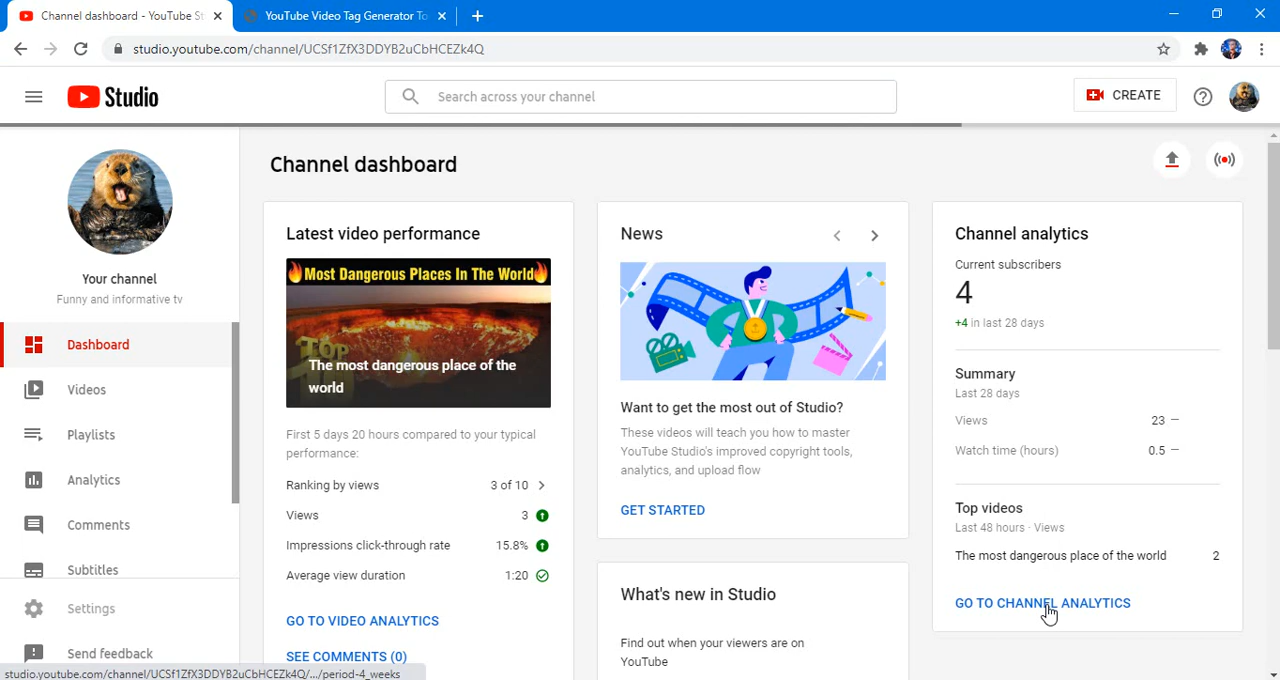 Channel dashboard - YouTube St
YouTube Video Tag Generator To
studio.youtube.com/channel/UCSf1ZfX3DDYB2uCbHCEZk4Q
Studio
Search across your channel
CREATE
Your channel
Funny and informative tv
Dashboard
Videos
Playlists
Analytics
Comments
Subtitles
Settings
Send feedback
Channel dashboard
Latest video performance
Most Dangerous Places In The World
TOP
The most dangerous place of the
world
First 5 days 20 hours compared to your typical
performance:
Ranking by views 3 of 10
Views 3
Impressions click-through rate 15.8%
Average view duration 1:20
GO TO VIDEO ANALYTICS
SEE COMMENTS (0)
News
Want to get the most out of Studio?
These videos will teach you how to master
YouTube Studio's improved copyright tools,
analytics, and upload flow
GET STARTED
What's new in Studio
Find out when your viewers are on
YouTube
Channel analytics
Current subscribers
4
+4 in last 28 days
Summary
Last 28 days
Views 23 —
Watch time (hours) 0.5 —
Top videos
Last 48 hours · Views
The most dangerous place of the world 2
GO TO CHANNEL ANALYTICS
studio.youtube.com/channel/UCSf1ZfX3DDYB2uCbHCEZk4Q/.../period-4_weeks